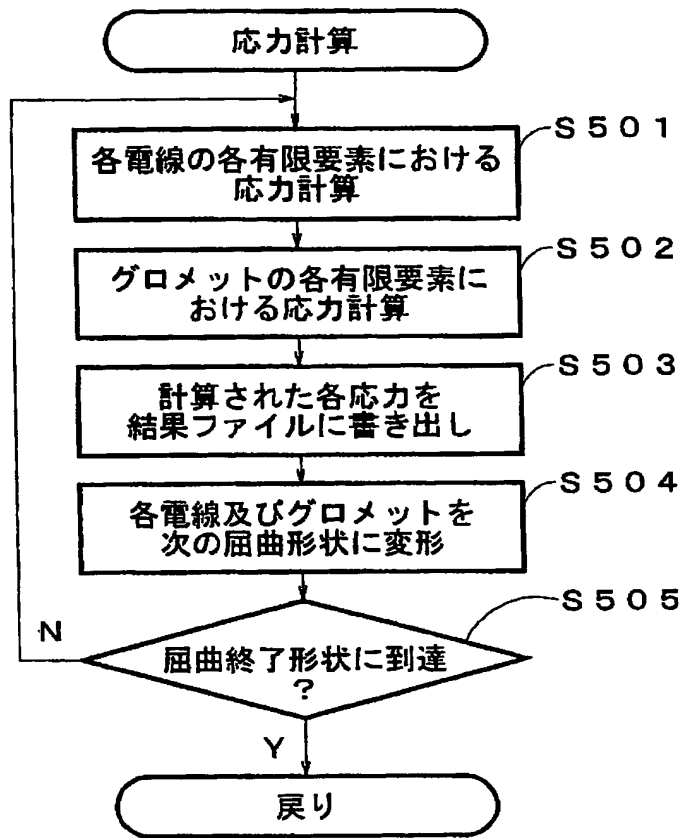 応力計算
S501
各電線の各有限要素における
応力計算
S502
グロメットの各有限要素に
おける応力計算
S503
計算された各応力を
結果ファイルに書き出し
S504
各電線及びグロメットを
次の屈曲形状に変形
S505
N
屈曲終了形状に到達
?
Y
戻り